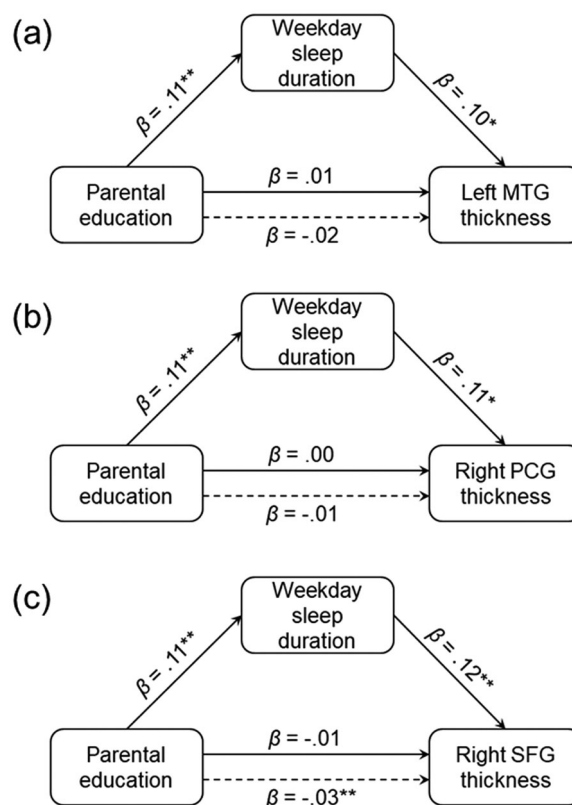 (a)
Weekday
sleep
duration
β = .11**
β = .10*
Parental
education
β = .01
β = -.02
Left MTG
thickness
(b)
Weekday
sleep
duration
β = .11**
β = .11*
Parental
education
β = .00
β = -.01
Right PCG
thickness
(c)
Weekday
sleep
duration
β = .11**
β = .12**
Parental
education
β = -.01
β = -.03**
Right SFG
thickness